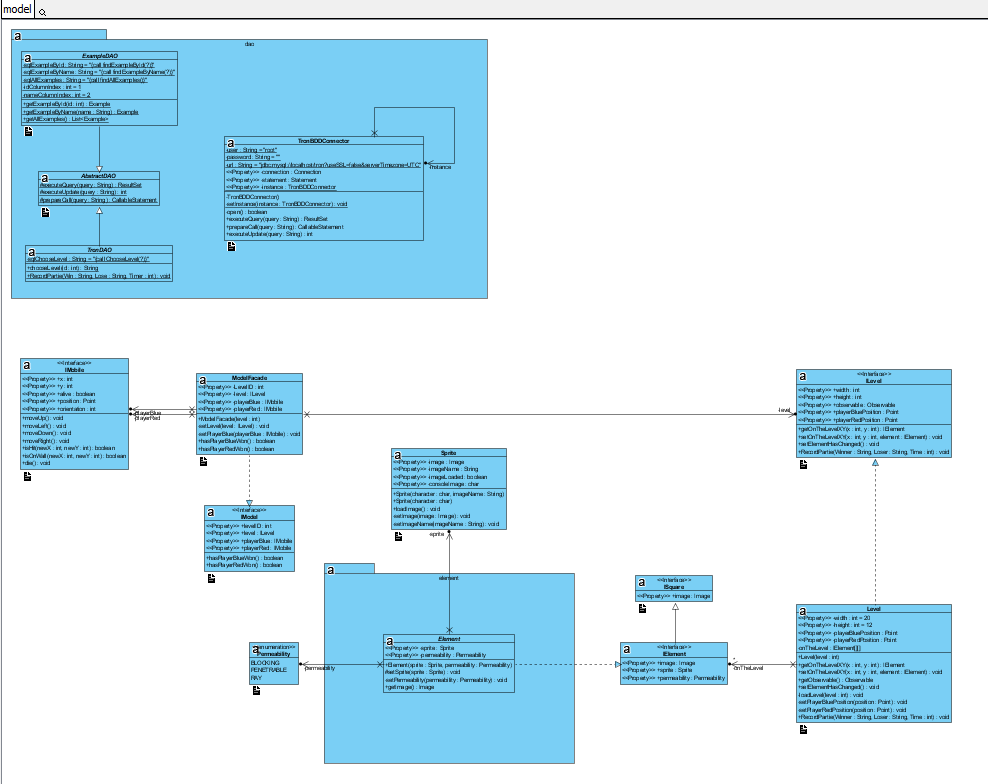 model
a
dao
a
ExampleDAO
-sqlExampleById : String = "{call findExampleById(?)}"
-sqlExampleByName : String = "{call findExampleByName(?)}"
-sqlAllExamples : String = "{call findAllExamples()}"
-idColumnIndex : int = 1
-nameColumnIndex : int = 2
+getExampleById(id : int) : Example
+getExampleByName(name : String) : Example
+getAllExamples() : List<Example>
a
AbstractDAO
#executeQuery(query : String) : ResultSet
#executeUpdate(query : String) : int
#prepareCall(query : String) : CallableStatement
a
TronDAO
-sqlChooseLevel : String = "{call ChooseLevel(?)}"
+chooseLevel(id : int) : String
+RecordPartie(Win : String, Lose : String, Timer : int) : void
a
TronBDDConnector
-user : String = "root"
-password : String = ""
-url : String = "jdbc:mysql://localhost/tron?useSSL=false&serverTimezone=UTC"
<<Property>> -connection : Connection
<<Property>> -statement : Statement
<<Property>> -instance : TronBDDConnector
-TronBDDConnector()
-setInstance(instance : TronBDDConnector) : void
-open() : boolean
+executeQuery(query : String) : ResultSet
+prepareCall(query : String) : CallableStatement
+executeUpdate(query : String) : int
-instance
a
<<Interface>>
IMobile
<<Property>> +x : int
<<Property>> +y : int
<<Property>> +alive : boolean
<<Property>> +position : Point
<<Property>> +orientation : int
+moveUp() : void
+moveLeft() : void
+moveDown() : void
+moveRight() : void
+isHit(newX : int, newY : int) : boolean
+isOnWall(newX : int, newY : int) : boolean
+die() : void
-playerBlue
-playerRed
a
ModelFacade
<<Property>> -LevelID : int
<<Property>> -level : ILevel
<<Property>> -playerBlue : IMobile
<<Property>> -playerRed : IMobile
+ModelFacade(level : int)
-setLevel(level : ILevel) : void
-setPlayerBlue(playerBlue : IMobile) : void
+hasPlayerBlueWon() : boolean
+hasPlayerRedWon() : boolean
-level
a
<<Interface>>
ILevel
<<Property>> +width : int
<<Property>> +height : int
<<Property>> +observable : Observable
<<Property>> +playerBluePosition : Point
<<Property>> +playerRedPosition : Point
+getOnTheLevelXY(x : int, y : int) : IElement
+setOnTheLevelXY(x : int, y : int, element : IElement) : void
+setElementHasChanged() : void
+RecordPartie(Winner : String, Loser : String, Time : int) : void
a
Sprite
<<Property>> -image : Image
<<Property>> -imageName : String
<<Property>> -imageLoaded : boolean
<<Property>> -consoleImage : char
+Sprite(character : char, imageName : String)
+Sprite(character : char)
+loadImage() : void
-setImage(image : Image) : void
-setImageName(imageName : String) : void
-sprite
a
<<Interface>>
IModel
<<Property>> +levelID : int
<<Property>> +level : ILevel
<<Property>> +playerBlue : IMobile
<<Property>> +playerRed : IMobile
+hasPlayerBlueWon() : boolean
+hasPlayerRedWon() : boolean
a
element
a
<<Interface>>
ISquare
<<Property>> +image : Image
a
<<enumeration>>
Permeability
BLOCKING
PENETRABLE
RAY
-permeability
a
Element
<<Property>> -sprite : Sprite
<<Property>> -permeability : Permeability
+Element(sprite : Sprite, permeability : Permeability)
#setSprite(sprite : Sprite) : void
-setPermeability(permeability : Permeability) : void
+getImage() : Image
a
<<Interface>>
IElement
<<Property>> +image : Image
<<Property>> +sprite : Sprite
<<Property>> +permeability : Permeability
*
-onTheLevel
a
Level
<<Property>> -width : int = 20
<<Property>> -height : int = 12
<<Property>> -playerBluePosition : Point
<<Property>> -playerRedPosition : Point
-onTheLevel : IElement[][]
+Level(level : int)
+getOnTheLevelXY(x : int, y : int) : IElement
+setOnTheLevelXY(x : int, y : int, element : IElement) : void
+getObservable() : Observable
+setElementHasChanged() : void
-loadLevel(level : int) : void
-setPlayerBluePosition(position : Point) : void
-setPlayerRedPosition(position : Point) : void
+RecordPartie(Winner : String, Loser : String, Time : int) : void